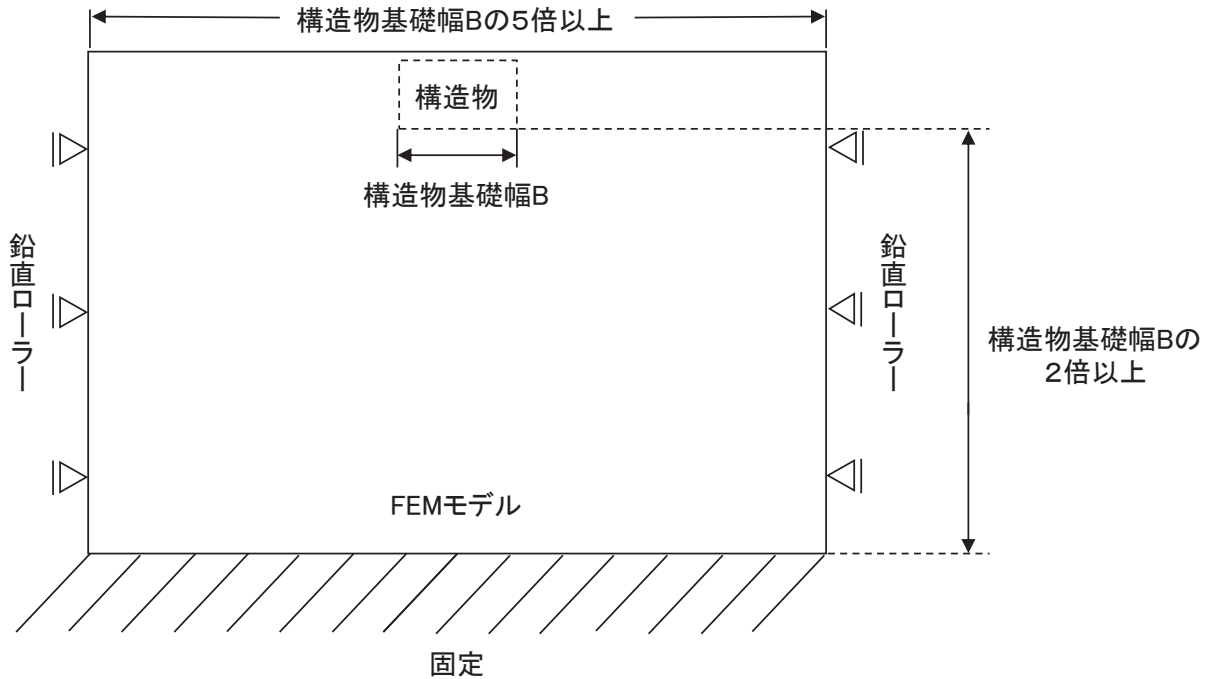 構造物基礎幅Bの5倍以上
構造物
構造物基礎幅B
鉛直ローラー
鉛直ローラー
構造物基礎幅Bの
2倍以上
FEMモデル
固定